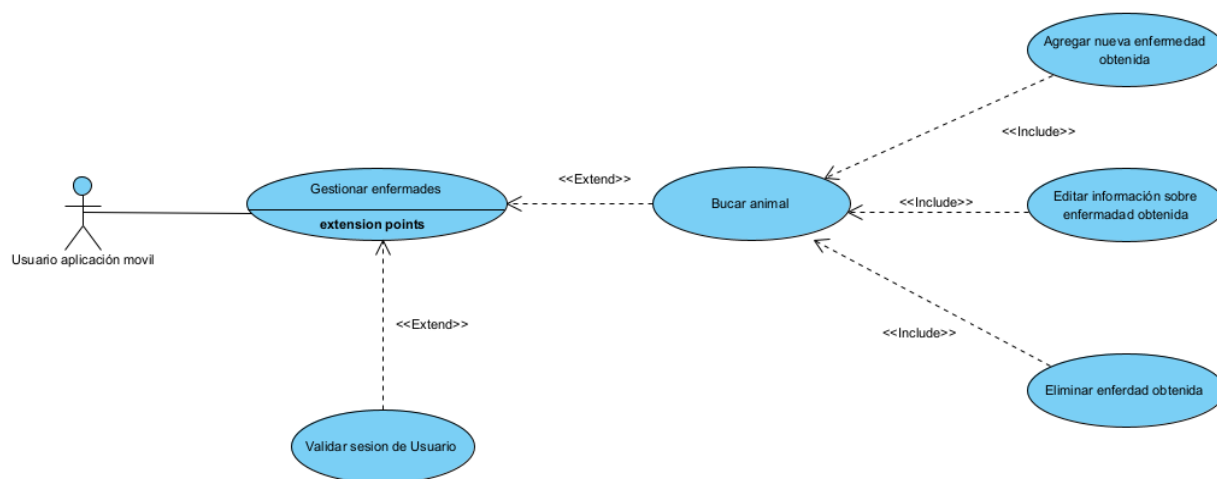 Agregar nueva enfermedad
obtenida
<<Include>>
<<Extend>>
Gestionar enfermades
extension points
Bucar animal
<<Include>>
Editar información sobre
enfermadad obtenida
Usuario aplicación movil
<<Extend>>
<<Include>>
Eliminar enferdad obtenida
Validar sesion de Usuario